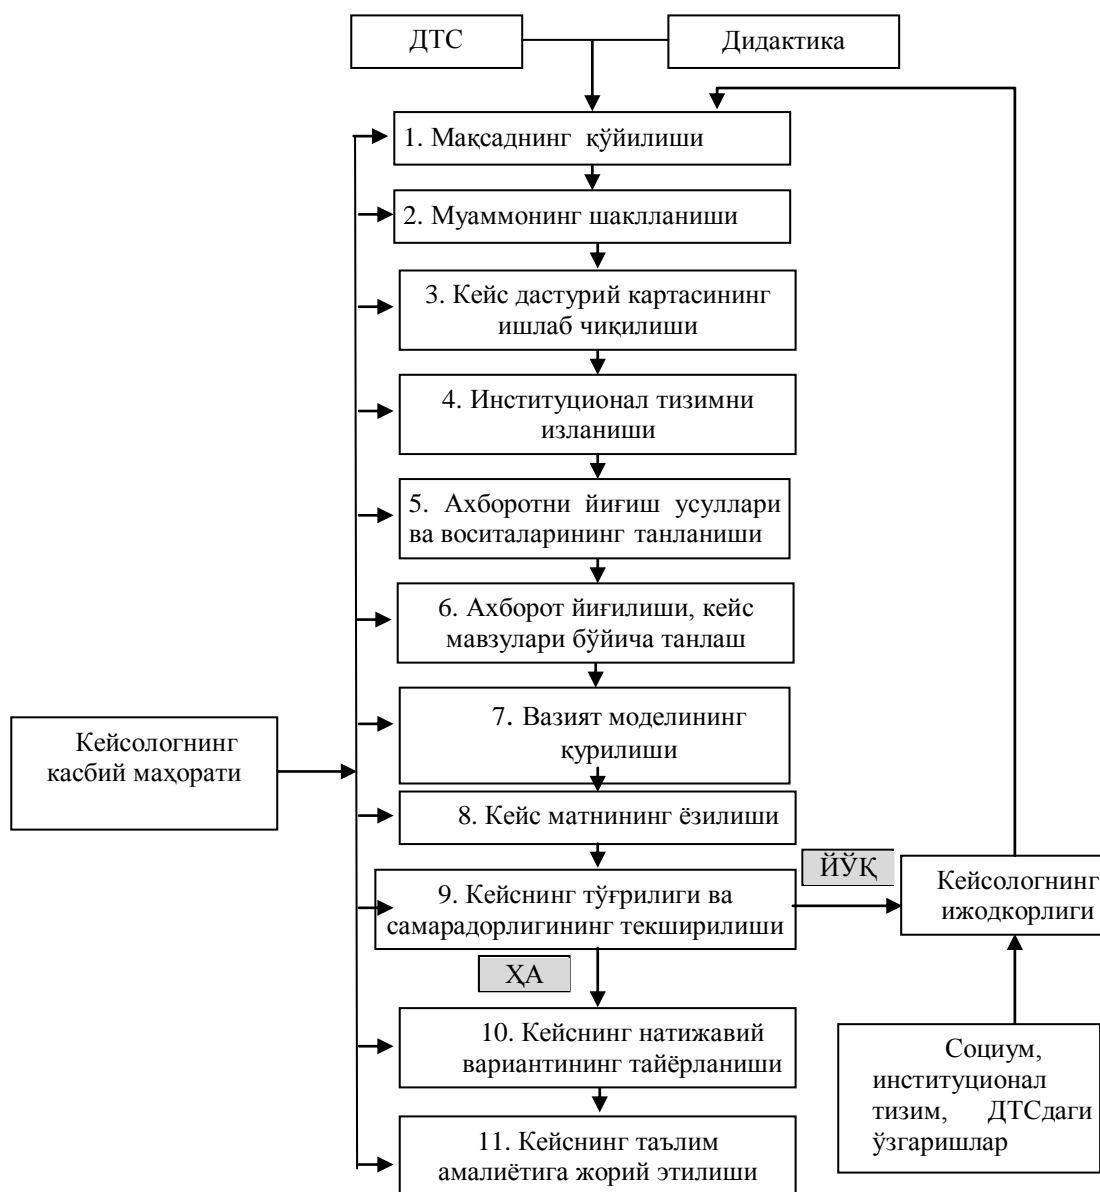 ДТС
Дидактика
1. Мақсаднинг қўйилиши
2. Муаммонинг шаклланиши
3. Кейс дастурий картасининг
ишлаб чиқилиши
4. Институционал тизимни
изланиши
5. Ахборотни йиғиш усуллари
ва воситаларининг танланиши
6. Ахборот йиғилиши, кейс
мавзулари бўйича танлаш
7. Вазият моделининг
қурилиши
Кейсологнинг
касбий маҳорати
8. Кейс матнининг ёзилиши
ЙЎҚ
9. Кейснинг тўғрилиги ва
самарадорлигининг текширилиши
Кейсологнинг
ижодкорлиги
ҲА
10. Кейснинг натижавий
вариантининг тайёрланиши
Социум,
институционал
тизим, ДТСдаги
ўзгаришлар
11. Кейснинг таълим
амалиётига жорий этилиши